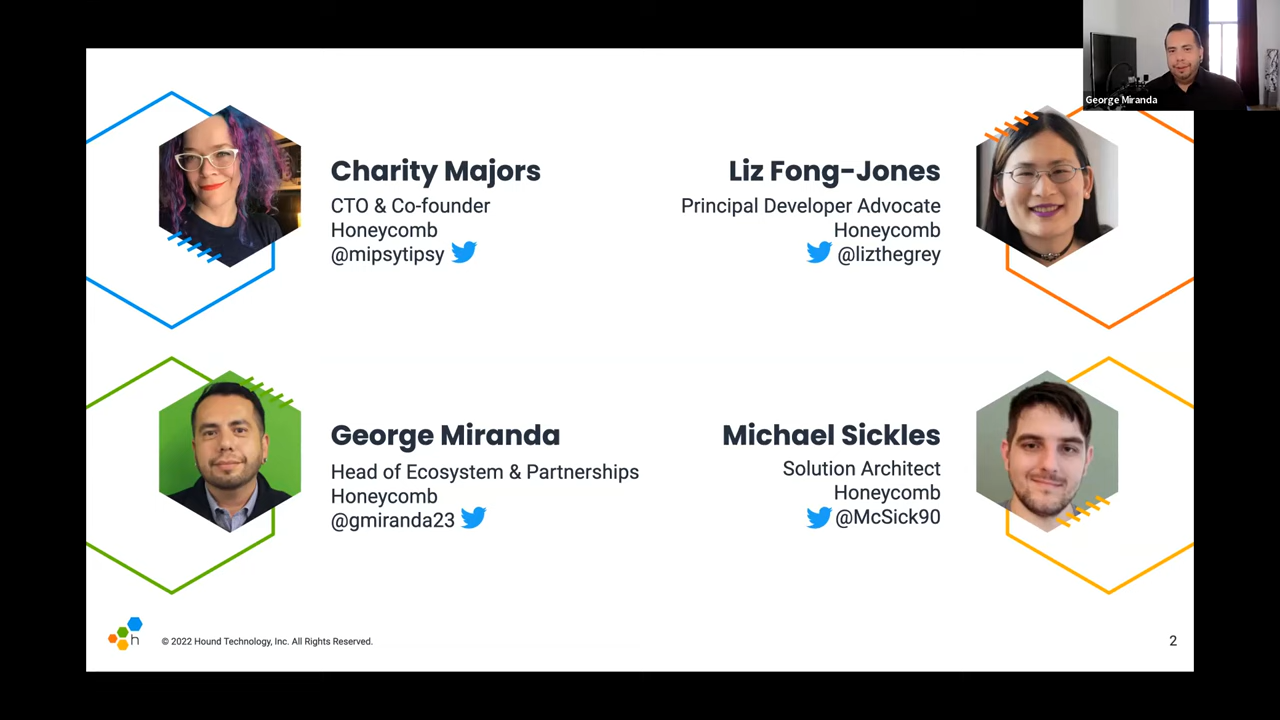 George Miranda
Charity Majors
CTO & Co-founder
Honeycomb
@mipsytipsy
Liz Fong-Jones
Principal Developer Advocate
Honeycomb
@lizthegrey
George Miranda
Head of Ecosystem & Partnerships
Honeycomb
@gmiranda23
Michael Sickles
Solution Architect
Honeycomb
@McSick90
h
© 2022 Hound Technology, Inc. All Rights Reserved.
2